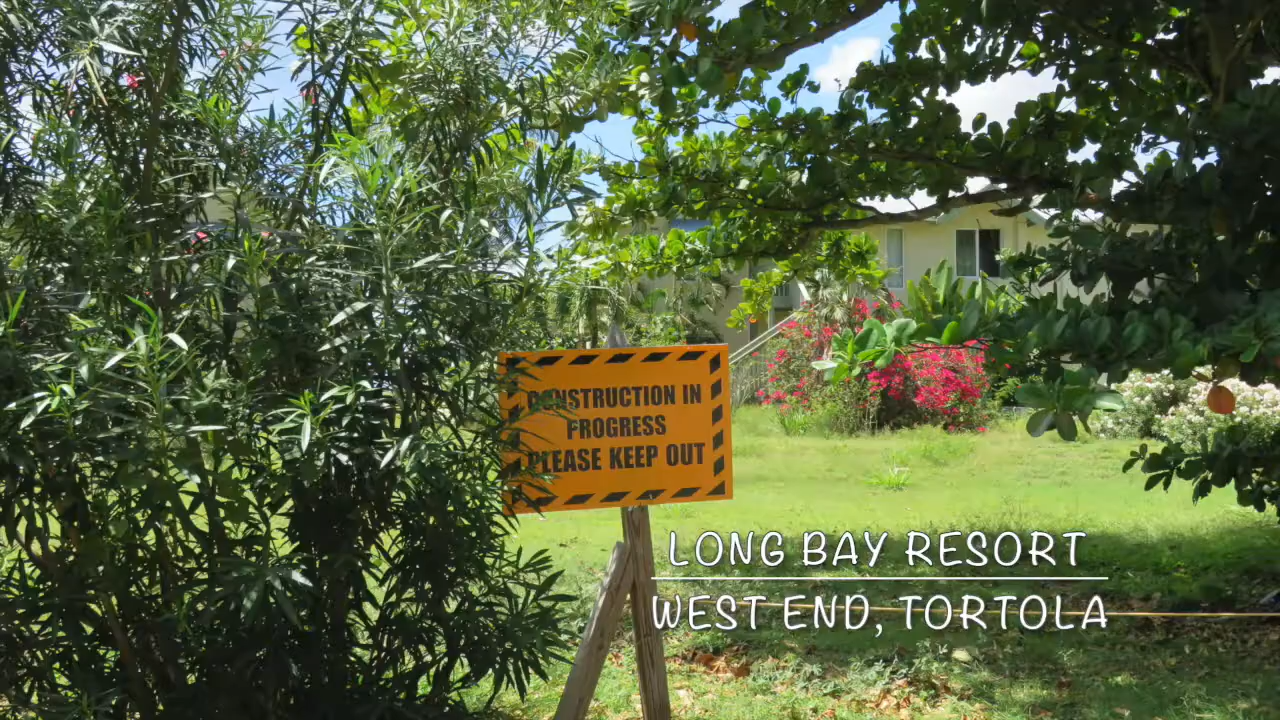 CONSTRUCTION IN
PROGRESS
PLEASE KEEP OUT
LONG BAY RESORT
WEST END, TORTOLA